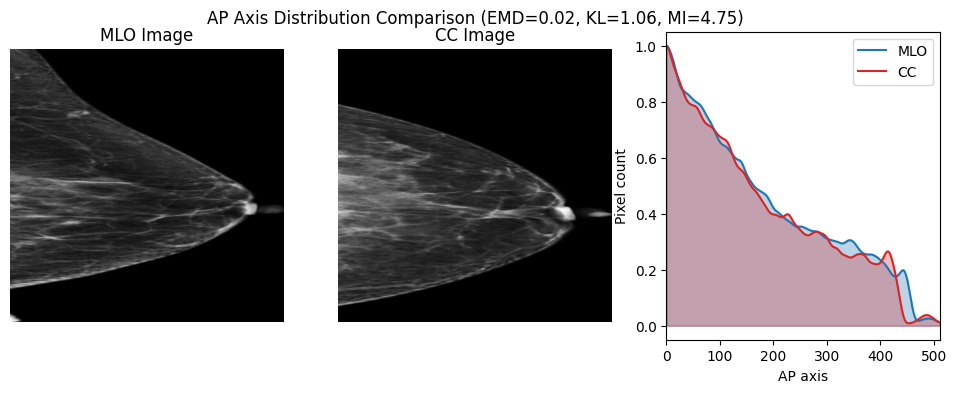 AP Axis Distribution Comparison (EMD=0.02, KL=1.06, MI=4.75)
MLO Image
CC Image
MLO
CC
Pixel count
1.0
0.8
0.6
0.4
0.2
0.0
0 100 200 300 400 500
AP axis